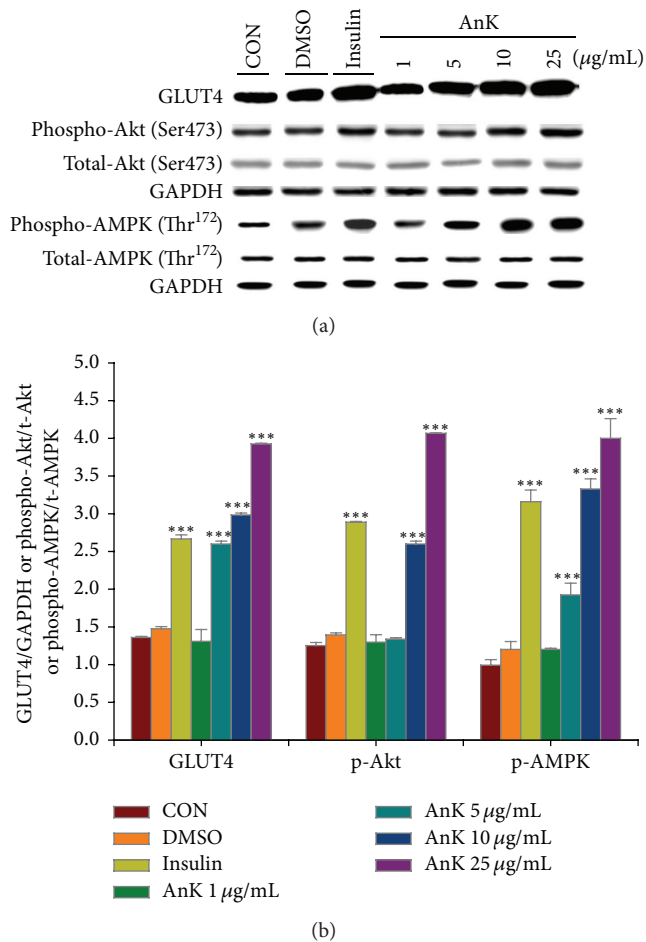 AnK
CON DMSO Insulin 1 5 10 25 (μg/mL)
GLUT4
Phospho-Akt (Ser473)
Total-Akt (Ser473)
GAPDH
Phospho-AMPK (Thr¹⁷²)
Total-AMPK (Thr¹⁷²)
GAPDH
(a)
GLUT4/GAPDH or phospho-Akt/t-Akt
or phospho-AMPK/t-AMPK
5.0
4.5
4.0
3.5
3.0
2.5
2.0
1.5
1.0
0.5
0.0
*** *** *** ***
*** *** ***
*** *** *** ***
GLUT4 p-Akt p-AMPK
CON
DMSO
Insulin
AnK 1 μg/mL
AnK 5 μg/mL
AnK 10 μg/mL
AnK 25 μg/mL
(b)